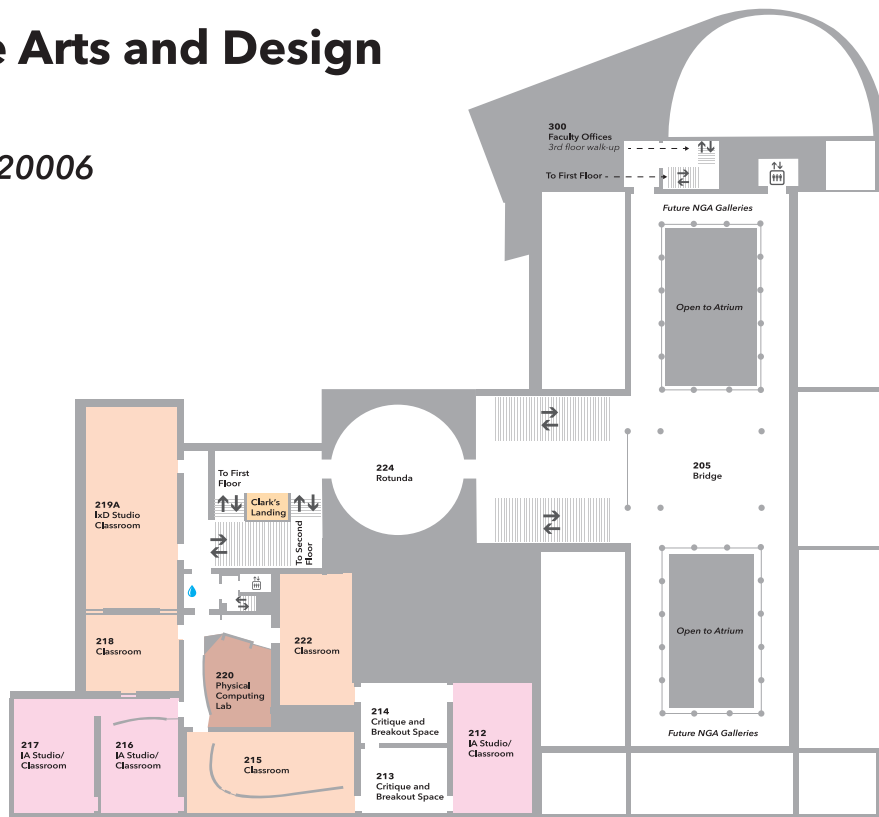 e Arts and Design
20006
300
Faculty Offices
3rd floor walk-up
To First Floor
Future NGA Galleries
Open to Atrium
224
Rotunda
205
Bridge
To First
Floor
Clark's
Landing
To Second
Floor
219A
IxD Studio
Classroom
218
Classroom
222
Classroom
220
Physical
Computing
Lab
Open to Atrium
214
Critique and
Breakout Space
212
IA Studio/
Classroom
Future NGA Galleries
217
IA Studio/
Classroom
216
IA Studio/
Classroom
215
Classroom
213
Critique and
Breakout Space